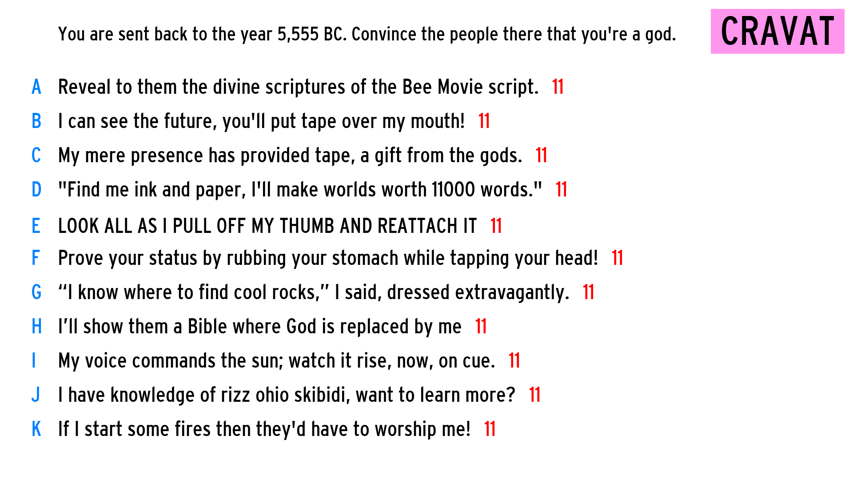 You are sent back to the year 5,555 BC. Convince the people there that you're a god.
CRAVAT
A Reveal to them the divine scriptures of the Bee Movie script. 11
B I can see the future, you'll put tape over my mouth! 11
C My mere presence has provided tape, a gift from the gods. 11
D "Find me ink and paper, I'll make worlds worth 11000 words." 11
E LOOK ALL AS I PULL OFF MY THUMB AND REATTACH IT 11
F Prove your status by rubbing your stomach while tapping your head! 11
G “I know where to find cool rocks,” I said, dressed extravagantly. 11
H I’ll show them a Bible where God is replaced by me 11
I My voice commands the sun; watch it rise, now, on cue. 11
J I have knowledge of rizz ohio skibidi, want to learn more? 11
K If I start some fires then they'd have to worship me! 11